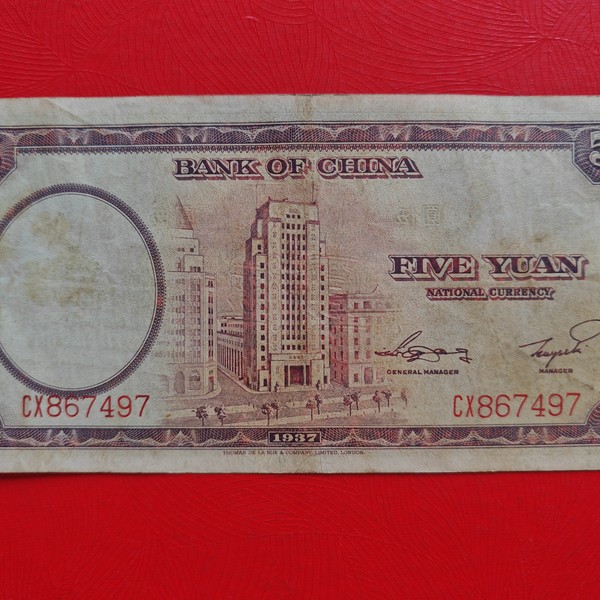 BANK OF CHINA
5
FIVE YUAN
NATIONAL CURRENCY
GENERAL MANAGER
MANAGER
CX867497
CX867497
1937
THOMAS DE LA RUE & COMPANY, LIMITED, LONDON.